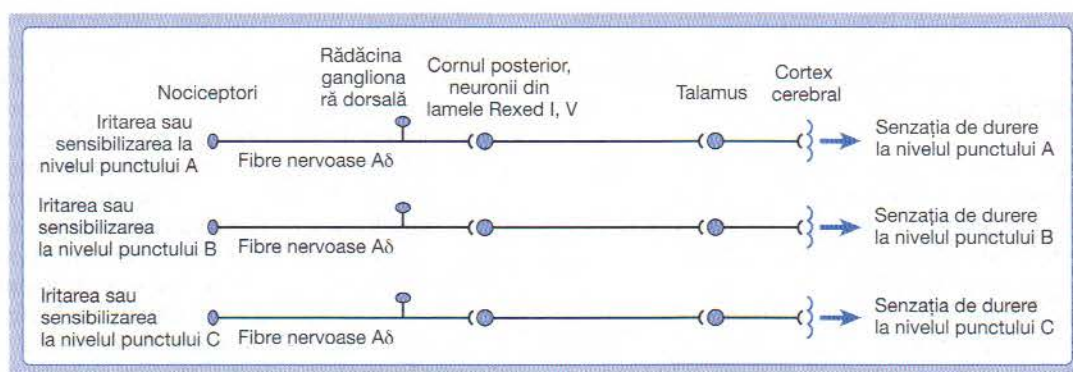 Nociceptori
Rădăcina
gangliona
ră dorsală
Cornul posterior,
neuronii din
lamele Rexed I, V
Talamus
Cortex
cerebral
Iritarea sau
sensibilizarea la
nivelul punctului A
Fibre nervoase Aδ
Senzația de durere
la nivelul punctului A
Iritarea sau
sensibilizarea
la nivelul punctului B
Fibre nervoase Aδ
Senzația de durere
la nivelul punctului B
Iritarea sau
sensibilizarea
la nivelul punctului C
Fibre nervoase Aδ
Senzația de durere
la nivelul punctului C